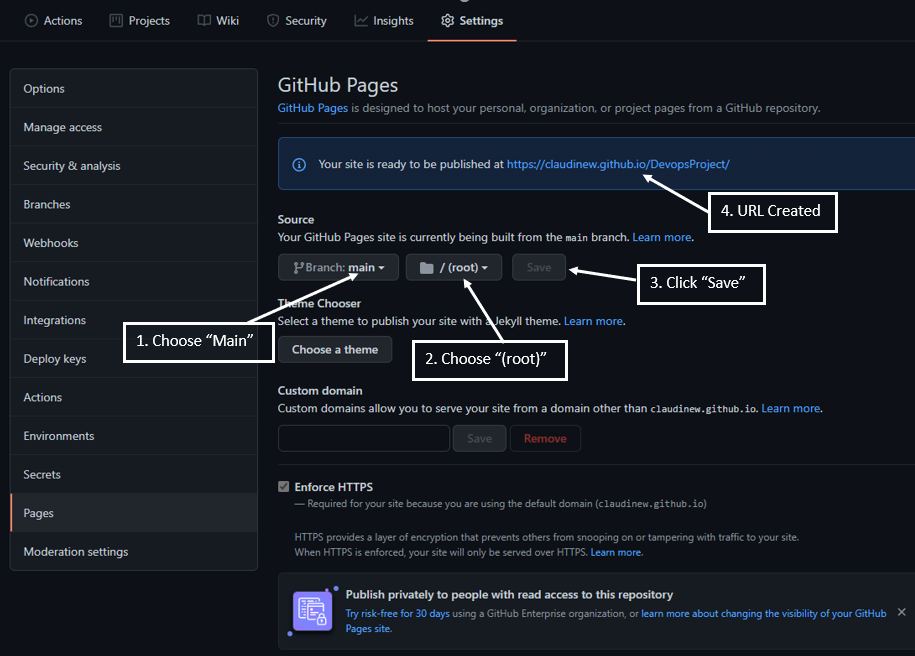 Actions
Projects
Wiki
Security
Insights
Settings
Options
Manage access
Security & analysis
Branches
Webhooks
Notifications
Integrations
Deploy keys
Actions
Environments
Secrets
Pages
Moderation settings
GitHub Pages
GitHub Pages is designed to host your personal, organization, or project pages from a GitHub repository.
Your site is ready to be published at https://claudinew.github.io/DevopsProject/
4. URL Created
Source
Your GitHub Pages site is currently being built from the main branch. Learn more.
Branch: main
/ (root)
Save
3. Click “Save”
Theme Chooser
Select a theme to publish your site with a Jekyll theme. Learn more.
1. Choose “Main”
Choose a theme
2. Choose “(root)”
Custom domain
Custom domains allow you to serve your site from a domain other than claudinew.github.io. Learn more.
Save
Remove
Enforce HTTPS
— Required for your site because you are using the default domain (claudinew.github.io)
HTTPS provides a layer of encryption that prevents others from snooping on or tampering with traffic to your site.
When HTTPS is enforced, your site will only be served over HTTPS. Learn more.
Publish privately to people with read access to this repository
Try risk-free for 30 days using a GitHub Enterprise organization, or learn more about changing the visibility of your GitHub
Pages site.